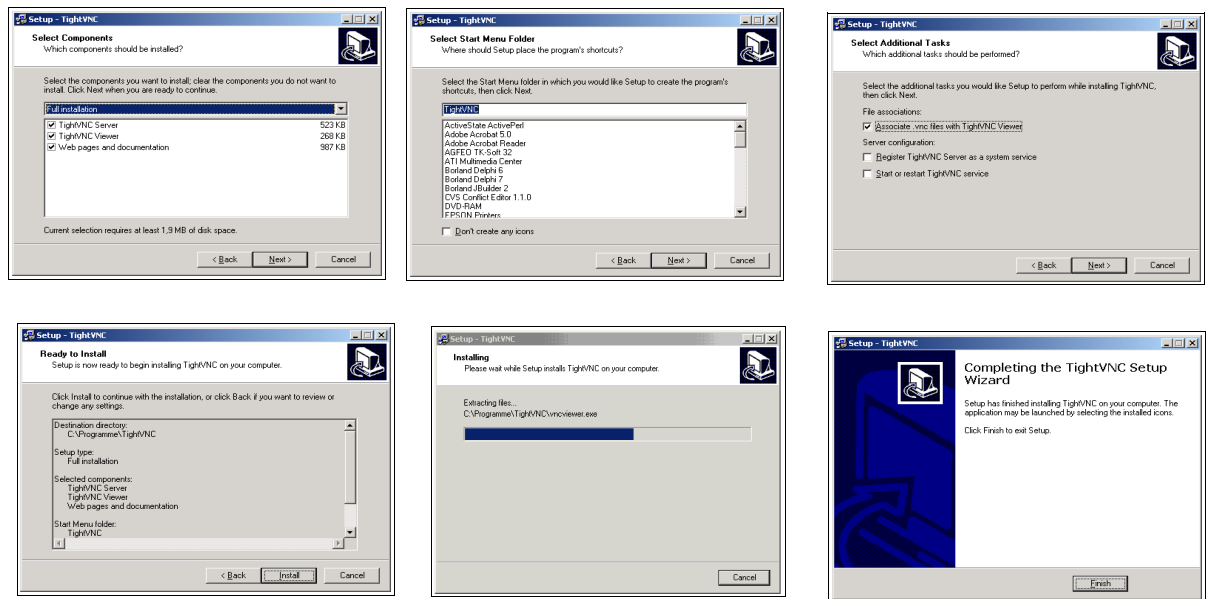 Setup - TightVNC
Select Components
Which components should be installed?
Select the components you want to install; clear the components you do not want to
install. Click Next when you are ready to continue.
Full installation
TightVNC Server 523 KB
TightVNC Viewer 268 KB
Web pages and documentation 987 KB
Current selection requires at least 1,9 MB of disk space.
< Back Next > Cancel
Setup - TightVNC
Select Start Menu Folder
Where should Setup place the program's shortcuts?
Select the Start Menu folder in which you would like Setup to create the program's
shortcuts, then click Next.
TightVNC
ActiveState ActivePerl
Adobe Acrobat 5.0
Adobe Acrobat Reader
AGFEO TK-Soft 32
ATI Multimedia Center
Borland Delphi 6
Borland Delphi 7
Borland JBuilder 2
CVS Conflict Editor 1.1.0
DVD-RAM
EPSON Printers
Don't create any icons
< Back Next > Cancel
Setup - TightVNC
Select Additional Tasks
Which additional tasks should be performed?
Select the additional tasks you would like Setup to perform while installing TightVNC,
then click Next.
File associations:
Associate .vnc files with TightVNC Viewer
Server configuration:
Register TightVNC Server as a system service
Start or restart TightVNC service
< Back Next > Cancel
Setup - TightVNC
Ready to Install
Setup is now ready to begin installing TightVNC on your computer.
Click Install to continue with the installation, or click Back if you want to review or
change any settings.
Destination directory:
C:\Programme\TightVNC
Setup type:
Full installation
Selected components:
TightVNC Server
TightVNC Viewer
Web pages and documentation
Start Menu folder:
TightVNC
< Back Install Cancel
Setup - TightVNC
Installing
Please wait while Setup installs TightVNC on your computer.
Extracting files...
C:\Programme\TightVNC\vncviewer.exe
Cancel
Setup - TightVNC
Completing the TightVNC Setup
Wizard
Setup has finished installing TightVNC on your computer. The
application may be launched by selecting the installed icons.
Click Finish to exit Setup.
Finish